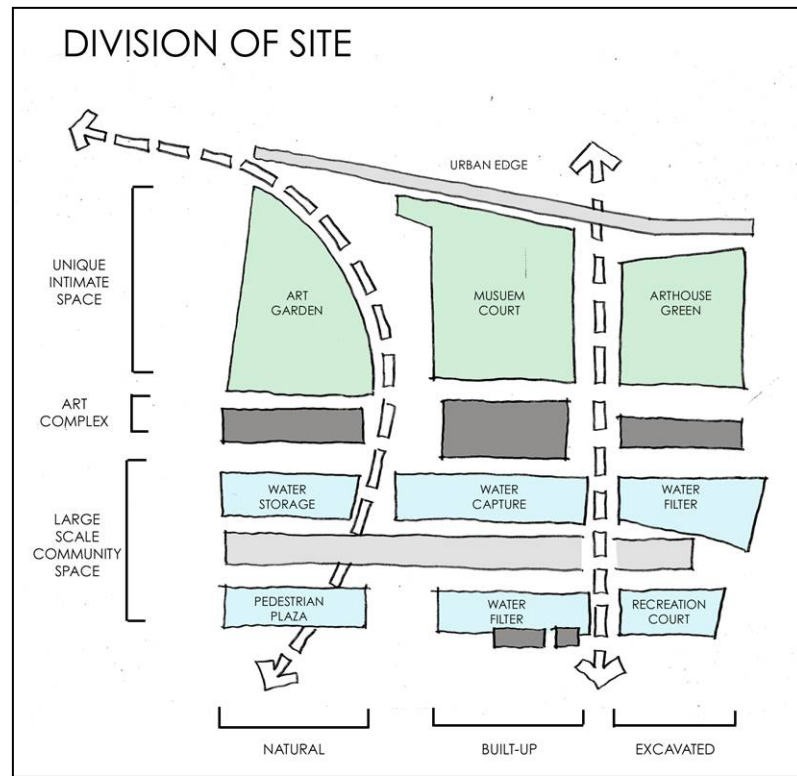 DIVISION OF SITE
URBAN EDGE
UNIQUE
INTIMATE
SPACE
ART
GARDEN
MUSUEM
COURT
ARTHOUSE
GREEN
ART
COMPLEX
WATER
STORAGE
WATER
CAPTURE
WATER
FILTER
LARGE
SCALE
COMMUNITY
SPACE
PEDESTRIAN
PLAZA
WATER
FILTER
RECREATION
COURT
NATURAL
BUILT-UP
EXCAVATED